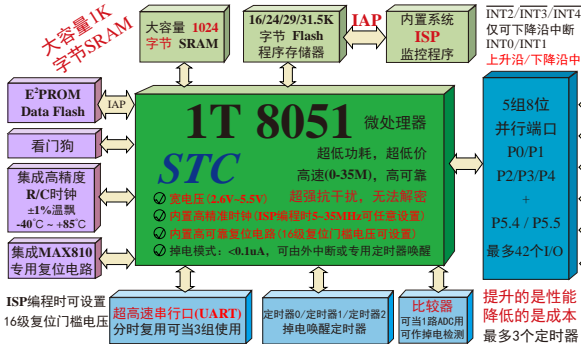 大容量1K
字节SRAM
大容量 1024
字节 SRAM
16/24/29/31.5K
字节 Flash
程序存储器
IAP
内置系统
ISP
监控程序
INT2/INT3/INT4
仅可下降沿中断
INT0/INT1
上升沿/下降沿中
E²PROM
Data Flash
IAP
看门狗
集成高精度
R/C时钟
±1%温飘
-40℃ ~ +85℃
集成MAX810
专用复位电路
1T 8051 微处理器
STC
超低功耗，超低价
高速(0-35M)，高可靠
超强抗干扰，无法解密
宽电压(2.6V~5.5V)
内置高精准时钟(ISP编程时5~35MHz可任意设置)
内置高可靠复位电路(16级复位门槛电压可设置)
掉电模式：<0.1uA，可由外中断或专用定时器唤醒
5组8位
并行端口
P0/P1
P2/P3/P4
+
P5.4 / P5.5
最多42个I/O
ISP编程时可设置
16级复位门槛电压
超高速串行口(UART)
分时复用可当3组使用
定时器0/定时器1/定时器2
掉电唤醒定时器
比较器
可当1路ADC用
可作掉电检测
提升的是性能
降低的是成本
最多3个定时器